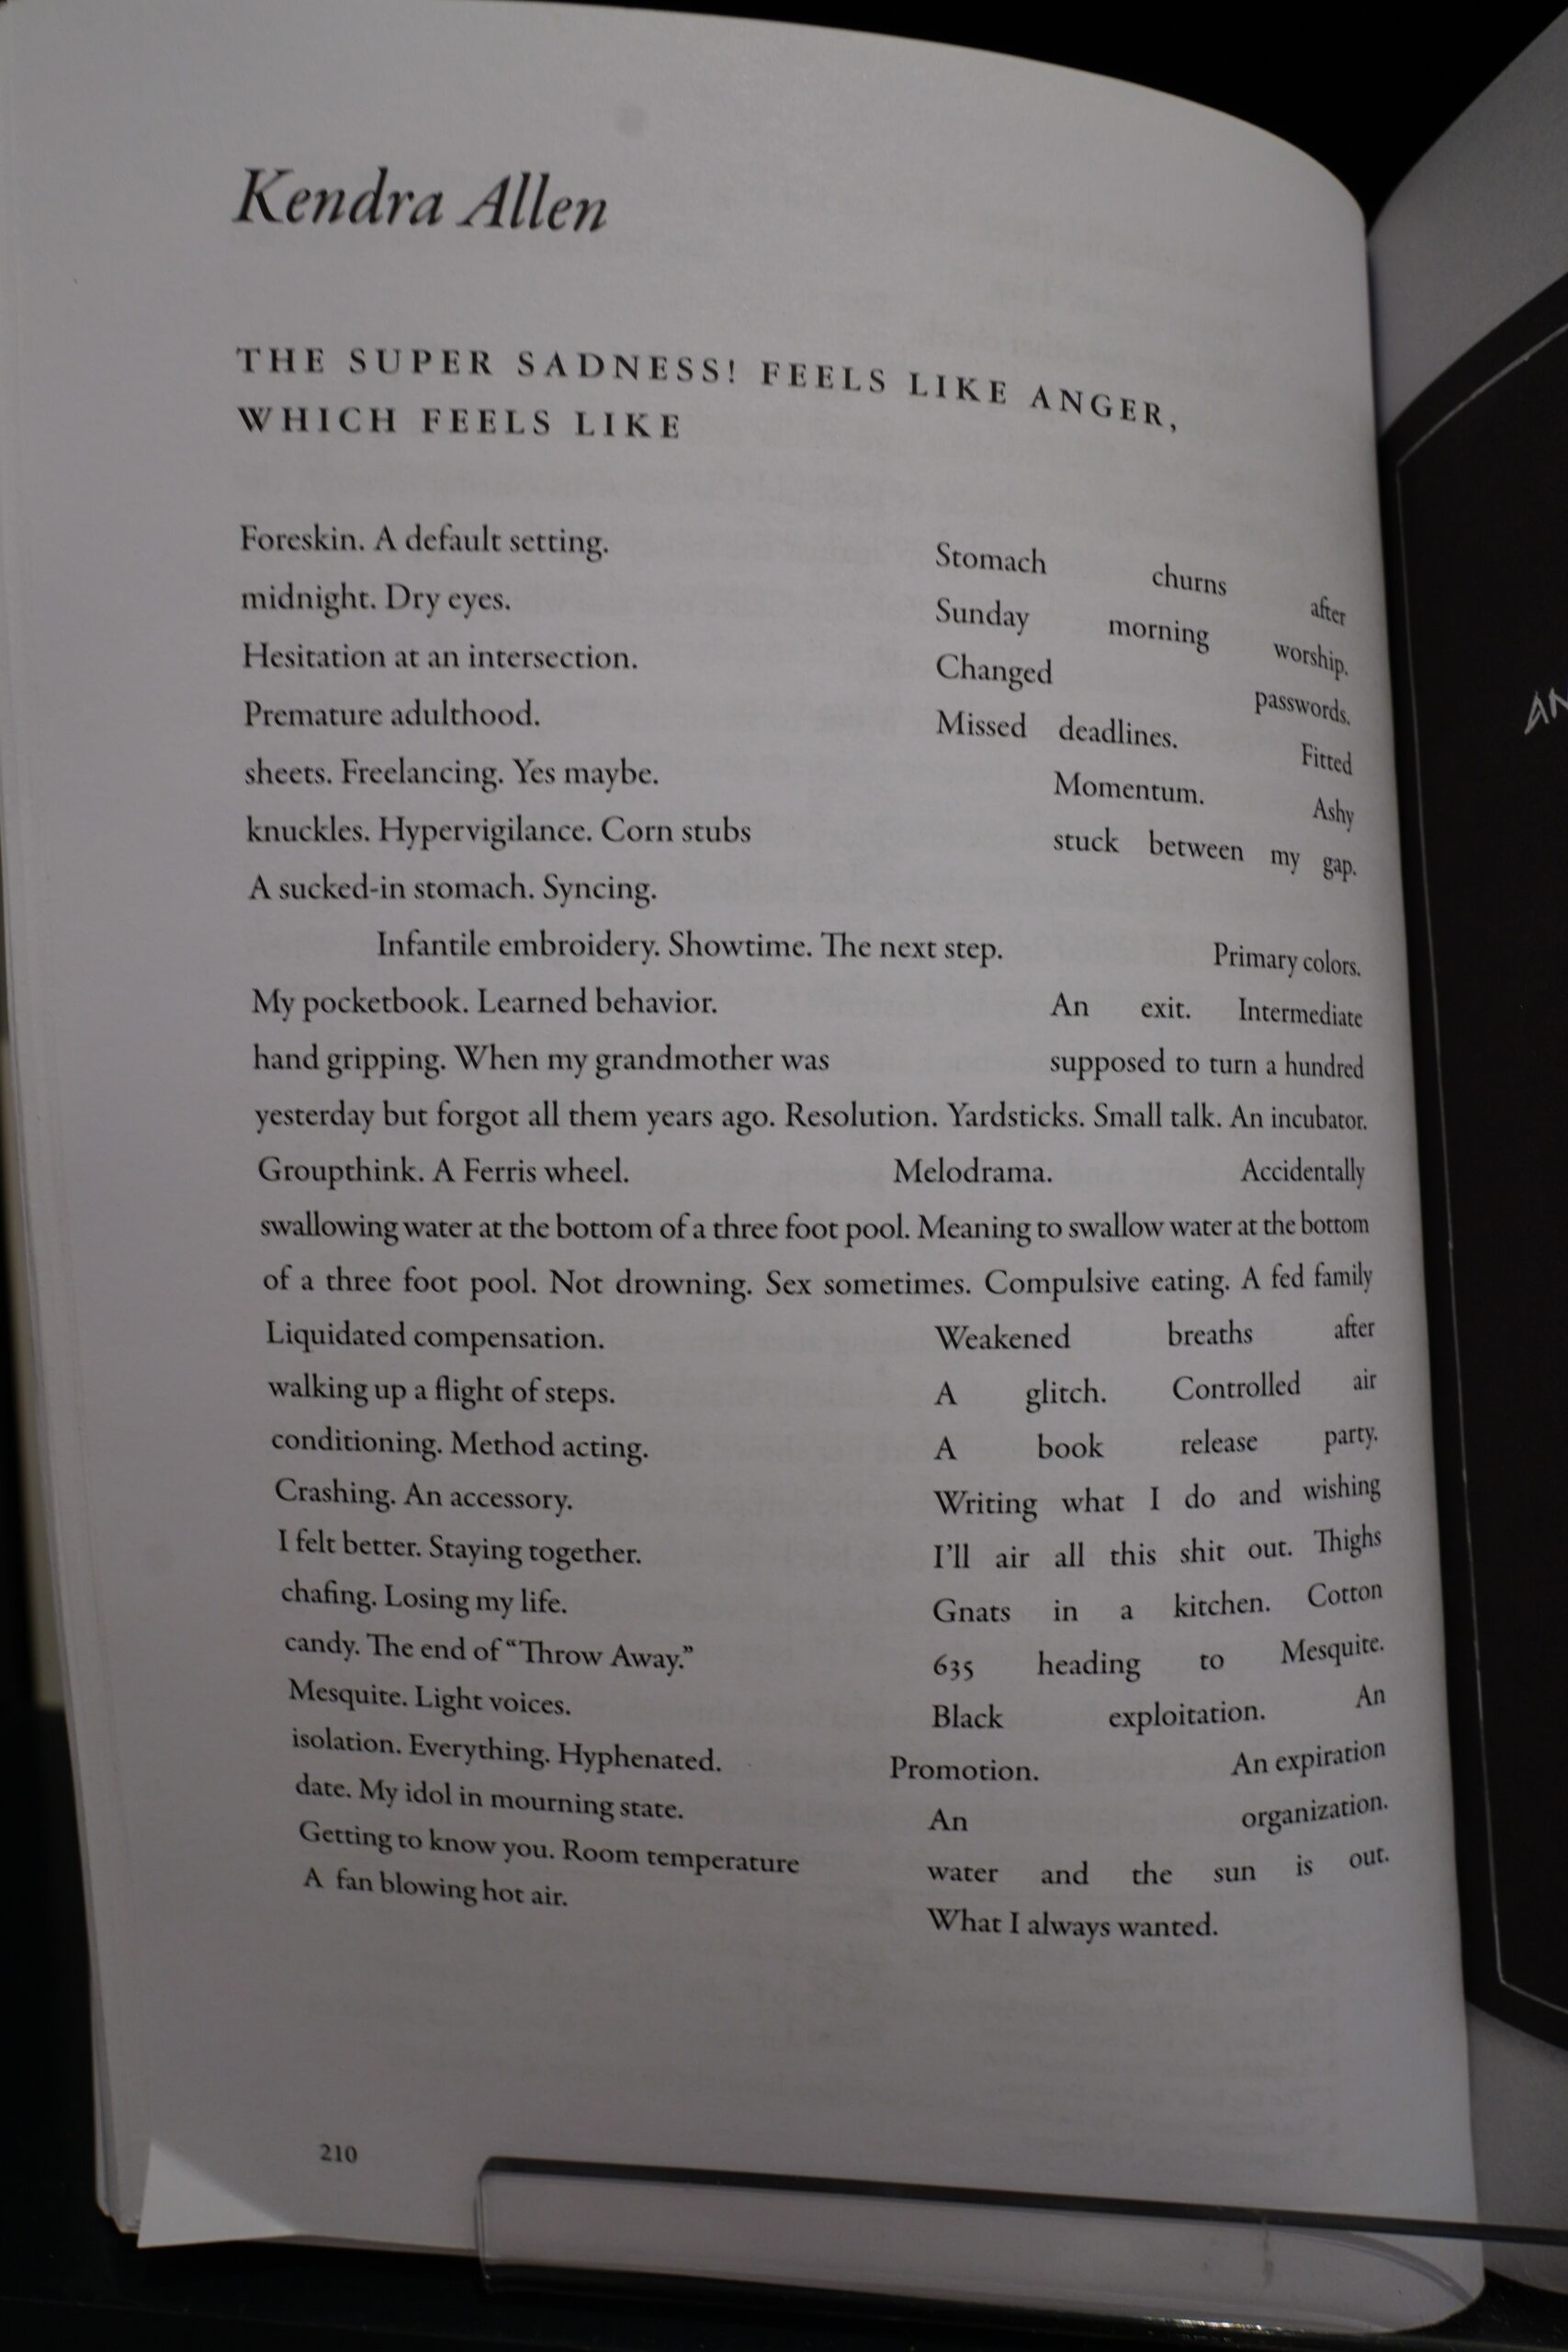 Kendra Allen
THE SUPER SADNESS! FEELS LIKE ANGER,
WHICH FEELS LIKE
Foreskin. A default setting. Stomach churns after
midnight. Dry eyes. Sunday morning worship.
Hesitation at an intersection. Changed passwords.
Premature adulthood. Missed deadlines. Fitted
sheets. Freelancing. Yes maybe. Momentum. Ashy
knuckles. Hypervigilance. Corn stubs stuck between my gap.
A sucked-in stomach. Syncing.
Infantile embroidery. Showtime. The next step. Primary colors.
My pocketbook. Learned behavior. An exit. Intermediate
hand gripping. When my grandmother was supposed to turn a hundred
yesterday but forgot all them years ago. Resolution. Yardsticks. Small talk. An incubator.
Groupthink. A Ferris wheel. Melodrama. Accidentally
swallowing water at the bottom of a three foot pool. Meaning to swallow water at the bottom
of a three foot pool. Not drowning. Sex sometimes. Compulsive eating. A fed family
Liquidated compensation. Weakened breaths after
walking up a flight of steps. A glitch. Controlled air
conditioning. Method acting. A book release party.
Crashing. An accessory. Writing what I do and wishing
I felt better. Staying together. I'll air all this shit out. Thighs
chafing. Losing my life. Gnats in a kitchen. Cotton
candy. The end of "Throw Away." 635 heading to Mesquite.
Mesquite. Light voices. Black exploitation. An
isolation. Everything. Hyphenated. Promotion. An expiration
date. My idol in mourning state. An organization.
Getting to know you. Room temperature water and the sun is out.
A fan blowing hot air. What I always wanted.
210
AN